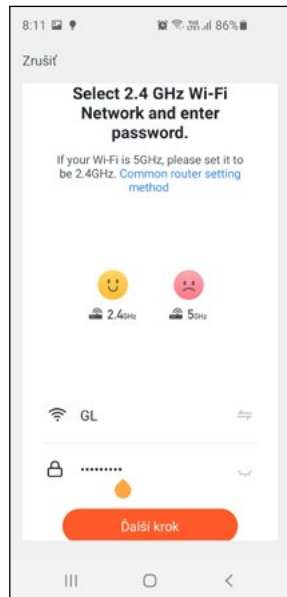 8:11 86%
Zrušiť
Select 2.4 GHz Wi-Fi
Network and enter
password.
If your Wi-Fi is 5GHz, please set it to
be 2.4GHz. Common router setting
method
2.4GHz 5GHz
GL
•••••••••
Ďalší krok